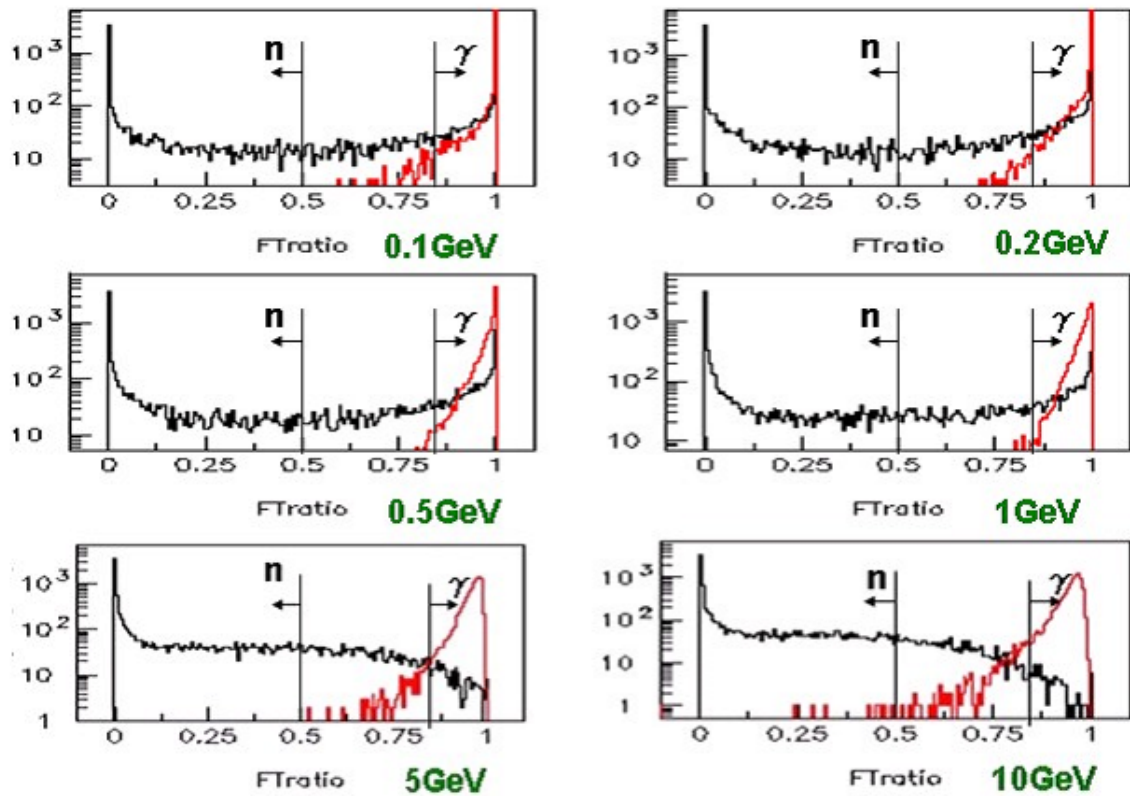 10³ n γ
10²
10
0 0.25 0.5 0.75 1
FTratio 0.1GeV
10³ n γ
10²
10
0 0.25 0.5 0.75 1
FTratio 0.2GeV
n γ
10³
10²
10
0 0.25 0.5 0.75 1
FTratio 0.5GeV
n γ
10³
10²
10
0 0.25 0.5 0.75 1
FTratio 1GeV
10³ n γ
10²
10
1
0 0.25 0.5 0.75 1
FTratio 5GeV
10³ n γ
10²
10
1
0 0.25 0.5 0.75 1
FTratio 10GeV